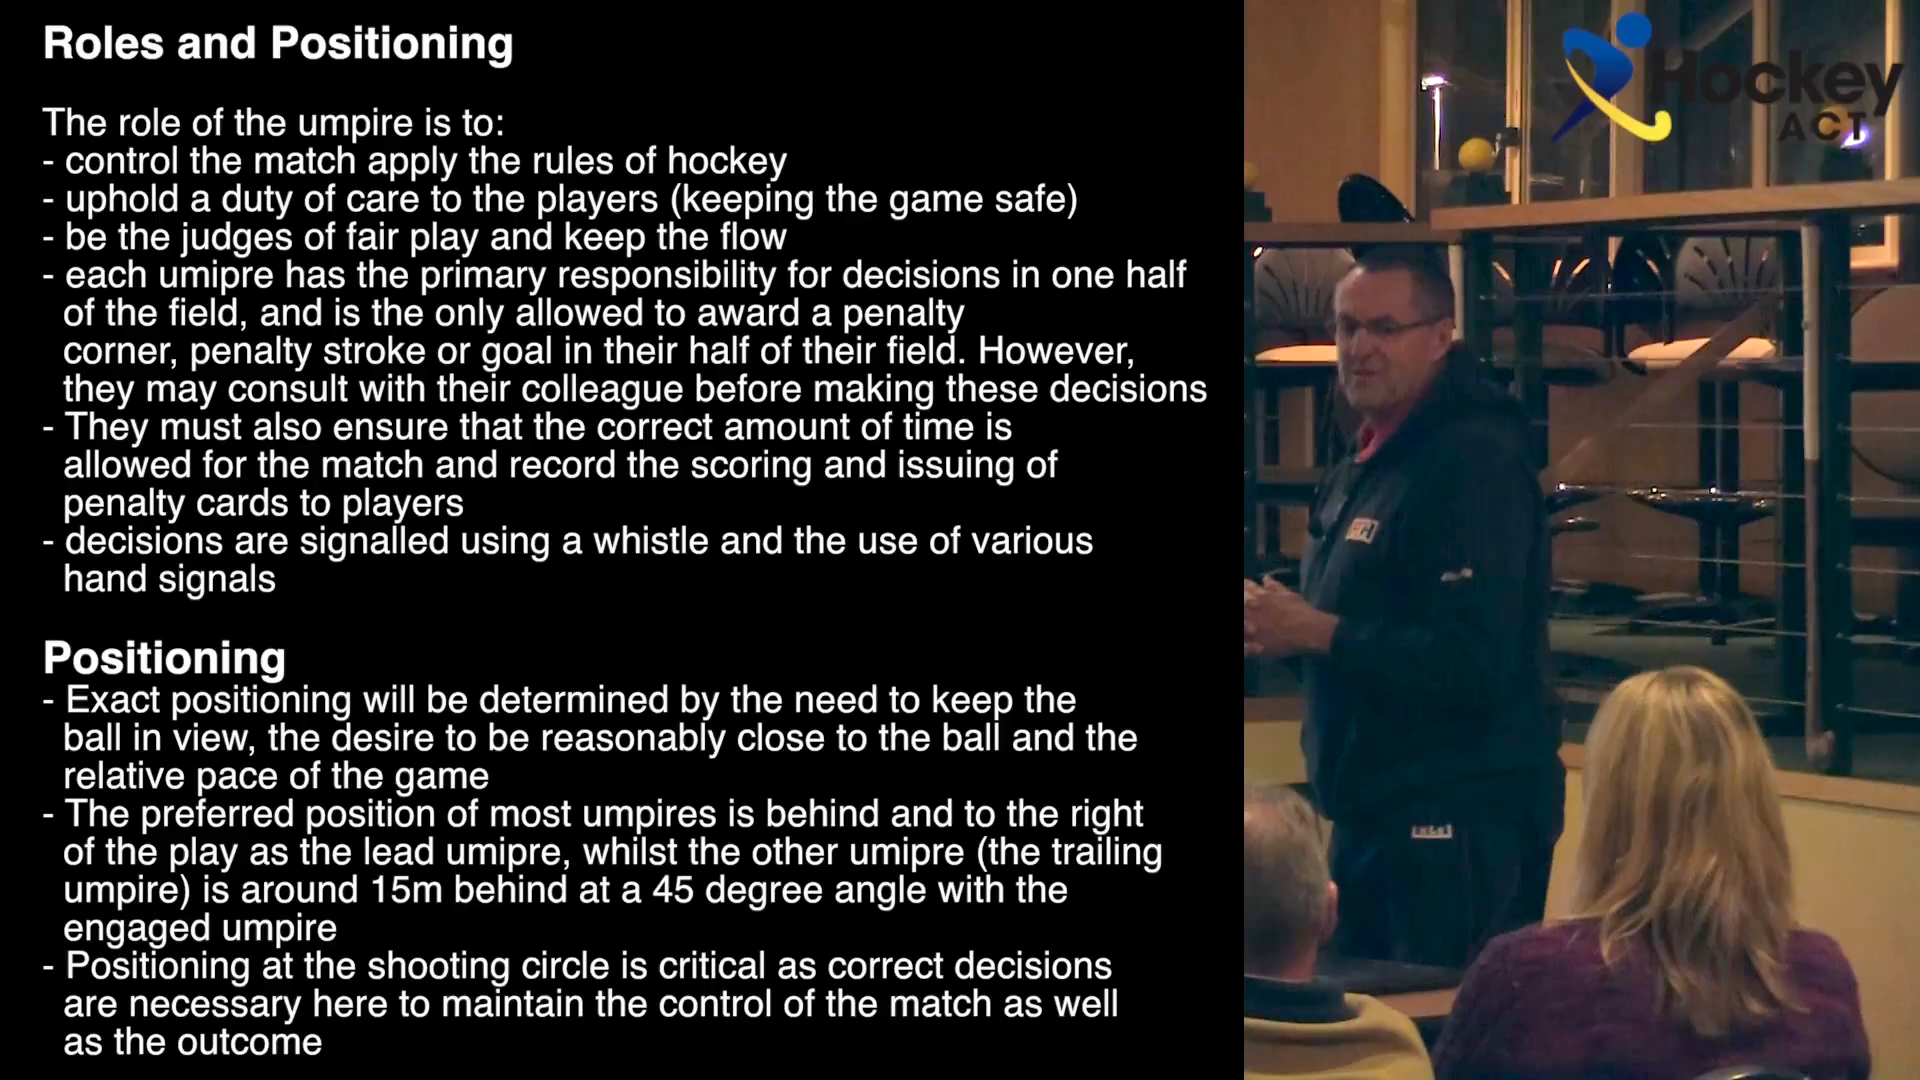 Roles and Positioning
The role of the umpire is to:
- control the match apply the rules of hockey
- uphold a duty of care to the players (keeping the game safe)
- be the judges of fair play and keep the flow
- each umipre has the primary responsibility for decisions in one half
of the field, and is the only allowed to award a penalty
corner, penalty stroke or goal in their half of their field. However,
they may consult with their colleague before making these decisions
- They must also ensure that the correct amount of time is
allowed for the match and record the scoring and issuing of
penalty cards to players
- decisions are signalled using a whistle and the use of various
hand signals
Positioning
- Exact positioning will be determined by the need to keep the
ball in view, the desire to be reasonably close to the ball and the
relative pace of the game
- The preferred position of most umpires is behind and to the right
of the play as the lead umipre, whilst the other umipre (the trailing
umpire) is around 15m behind at a 45 degree angle with the
engaged umpire
- Positioning at the shooting circle is critical as correct decisions
are necessary here to maintain the control of the match as well
as the outcome
Hockey
ACT